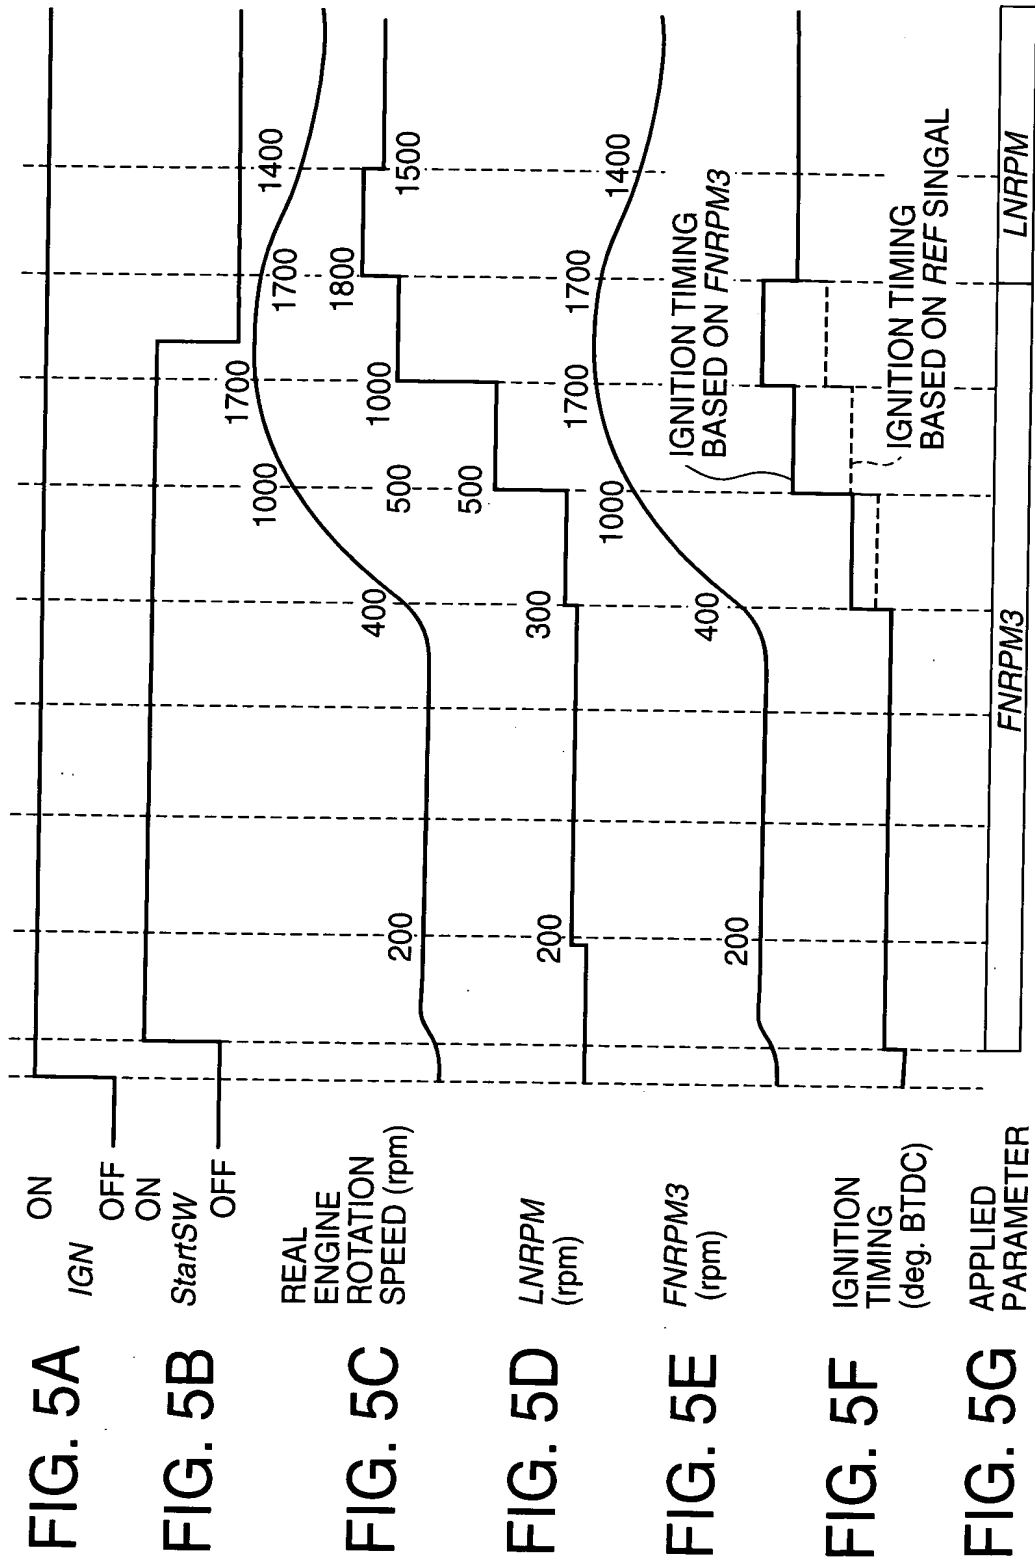 FIG. 5A
IGN
ON
OFF
FIG. 5B
StartSW
ON
OFF
FIG. 5C
REAL
ENGINE
ROTATION
SPEED (rpm)
200
400
1000
1700
1700
1400
FIG. 5D
LNRPM
(rpm)
200
300
500
500
1000
1800
1500
FIG. 5E
FNRPM3
(rpm)
200
400
1000
1700
1700
1400
FIG. 5F
IGNITION
TIMING
(deg. BTDC)
IGNITION TIMING
BASED ON FNRPM3
IGNITION TIMING
BASED ON REF SINGAL
FIG. 5G
APPLIED
PARAMETER
FNRPM3
LNRPM